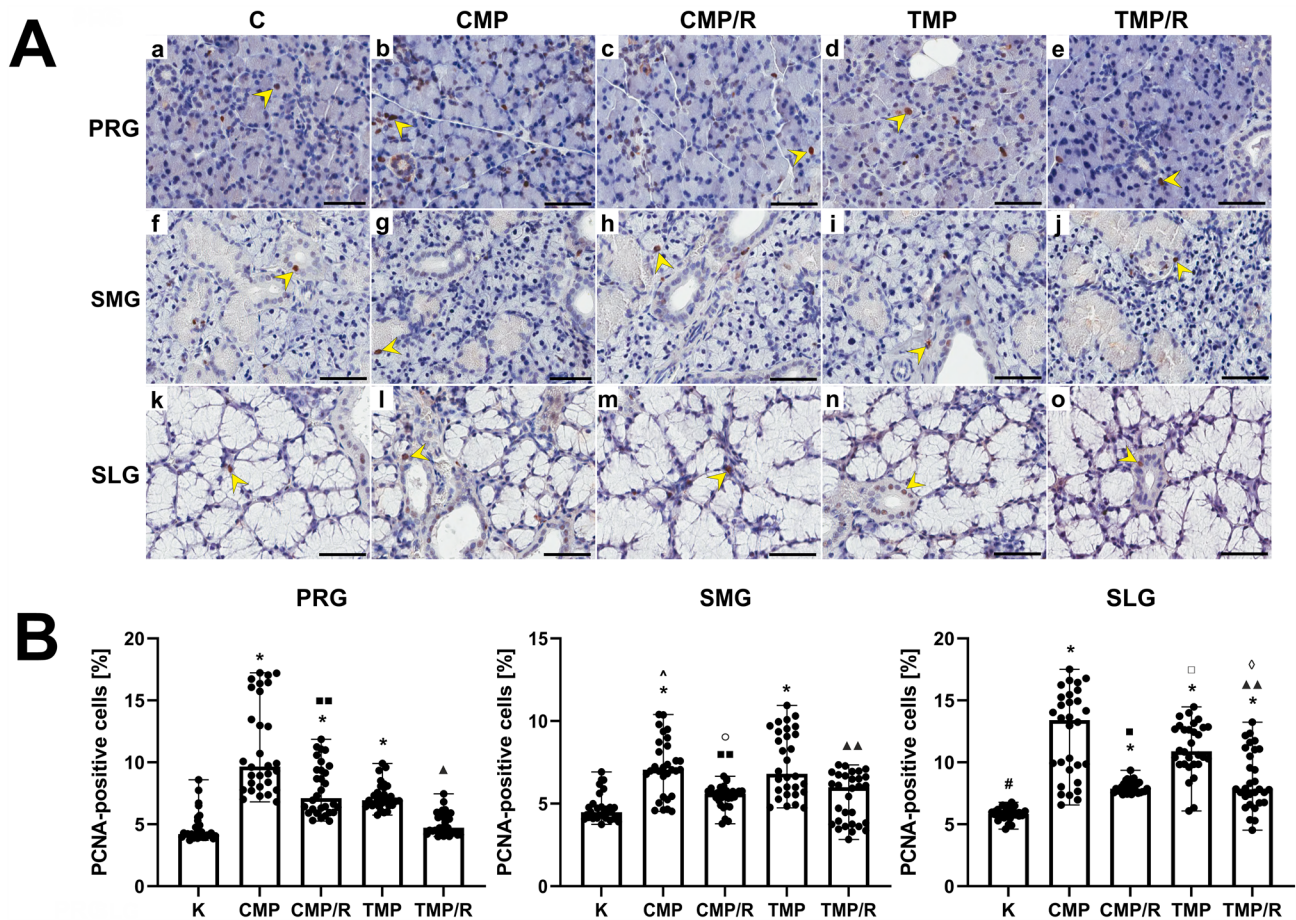 A
C CMP CMP/R TMP TMP/R
a b c d e
PRG
f g h i j
SMG
k l m n o
SLG
B
PRG
PCNA-positive cells [%]
20
15
10
5
0
*
■■
*
*
▲
K CMP CMP/R TMP TMP/R
SMG
PCNA-positive cells [%]
15
10
5
0
^
*
○
■■
*
▲▲
K CMP CMP/R TMP TMP/R
SLG
PCNA-positive cells [%]
20
15
10
5
0
#
*
■
*
□
*
◊
▲▲
*
K CMP CMP/R TMP TMP/R